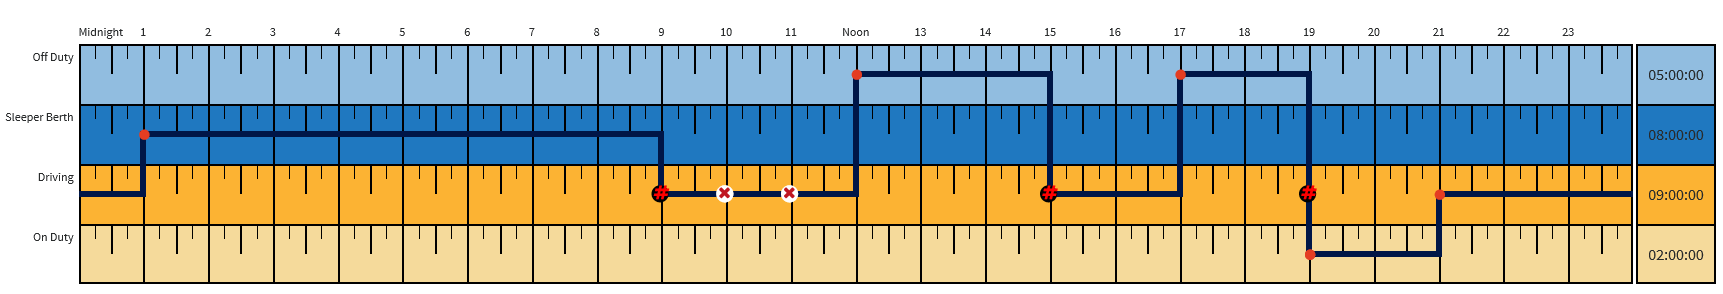 Midnight 1 2 3 4 5 6 7 8 9 10 11 Noon 13 14 15 16 17 18 19 20 21 22 23
Off Duty 05:00:00
Sleeper Berth 08:00:00
Driving # # # 09:00:00
On Duty 02:00:00